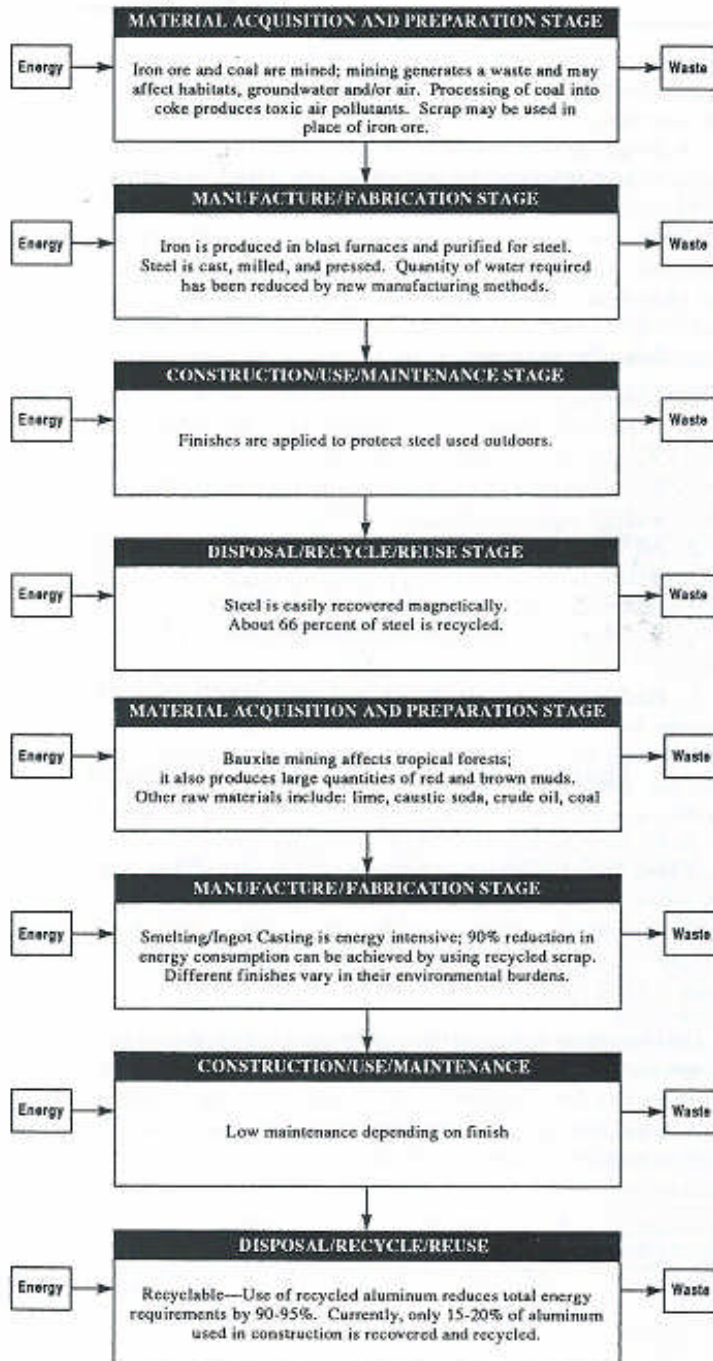 MATERIAL ACQUISITION AND PREPARATION STAGE
Energy
Iron ore and coal are mined; mining generates a waste and may
affect habitats, groundwater and/or air. Processing of coal into
coke produces toxic air pollutants. Scrap may be used in
place of iron ore.
Waste
MANUFACTURE/FABRICATION STAGE
Energy
Iron is produced in blast furnaces and purified for steel.
Steel is cast, milled, and pressed. Quantity of water required
has been reduced by new manufacturing methods.
Waste
CONSTRUCTION/USE/MAINTENANCE STAGE
Energy
Finishes are applied to protect steel used outdoors.
Waste
DISPOSAL/RECYCLE/REUSE STAGE
Energy
Steel is easily recovered magnetically.
About 66 percent of steel is recycled.
Waste
MATERIAL ACQUISITION AND PREPARATION STAGE
Energy
Bauxite mining affects tropical forests;
it also produces large quantities of red and brown muds.
Other raw materials include: lime, caustic soda, crude oil, coal
Waste
MANUFACTURE/FABRICATION STAGE
Energy
Smelting/Ingot Casting is energy intensive; 90% reduction in
energy consumption can be achieved by using recycled scrap.
Different finishes vary in their environmental burdens.
Waste
CONSTRUCTION/USE/MAINTENANCE
Energy
Low maintenance depending on finish
Waste
DISPOSAL/RECYCLE/REUSE
Energy
Recyclable—Use of recycled aluminum reduces total energy
requirements by 90-95%. Currently, only 15-20% of aluminum
used in construction is recovered and recycled.
Waste